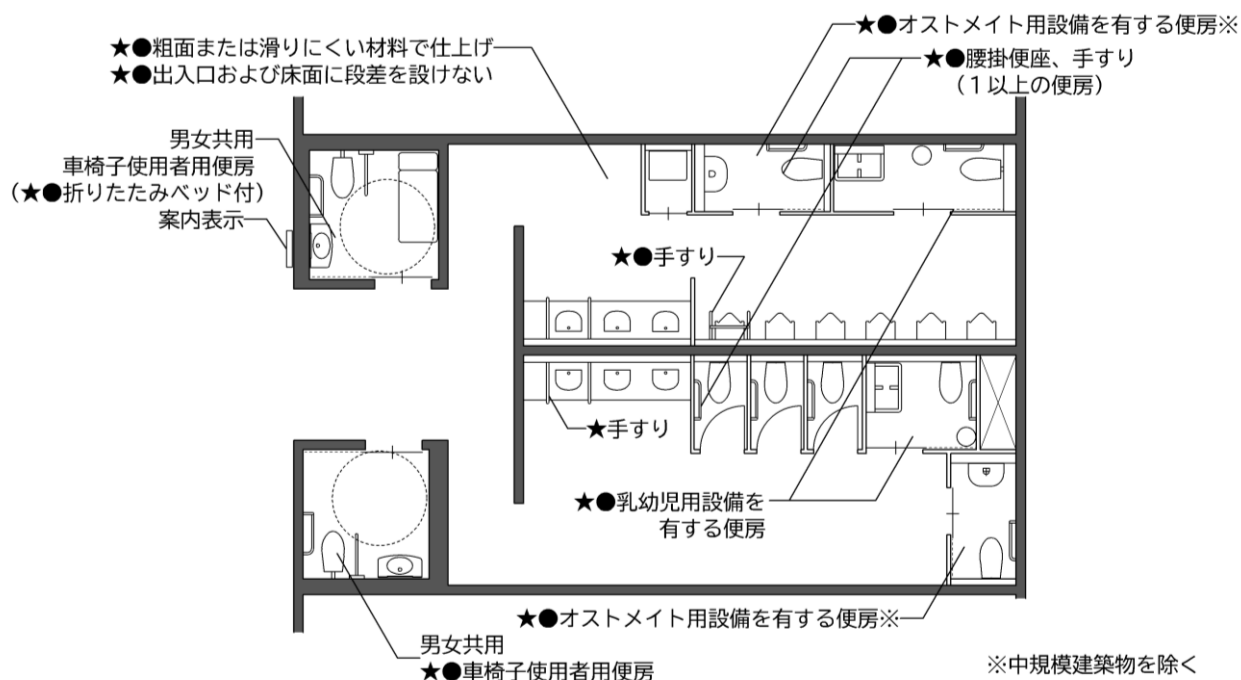 ★●オストメイト用設備を有する便房※
★●粗面または滑りにくい材料で仕上げ
★●出入口および床面に段差を設けない
★●腰掛便座、手すり
（１以上の便房）
男女共用
車椅子使用者用便房
（★●折りたたみベッド付）
案内表示
★●手すり
★手すり
★●乳幼児用設備を
有する便房
★●オストメイト用設備を有する便房※
男女共用
★●車椅子使用者用便房
※中規模建築物を除く